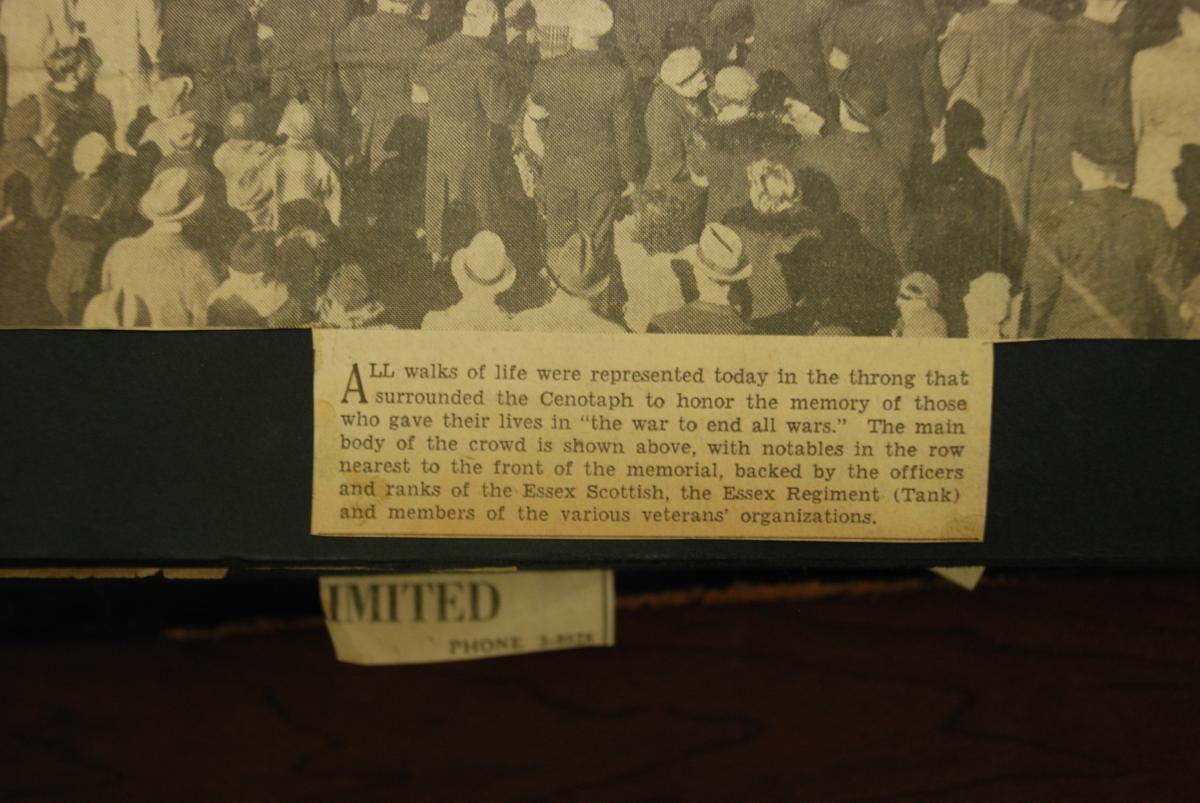 ALL walks of life were represented today in the throng that
surrounded the Cenotaph to honor the memory of those
who gave their lives in “the war to end all wars.” The main
body of the crowd is shown above, with notables in the row
nearest to the front of the memorial, backed by the officers
and ranks of the Essex Scottish, the Essex Regiment (Tank)
and members of the various veterans’ organizations.
IMITED
PHONE